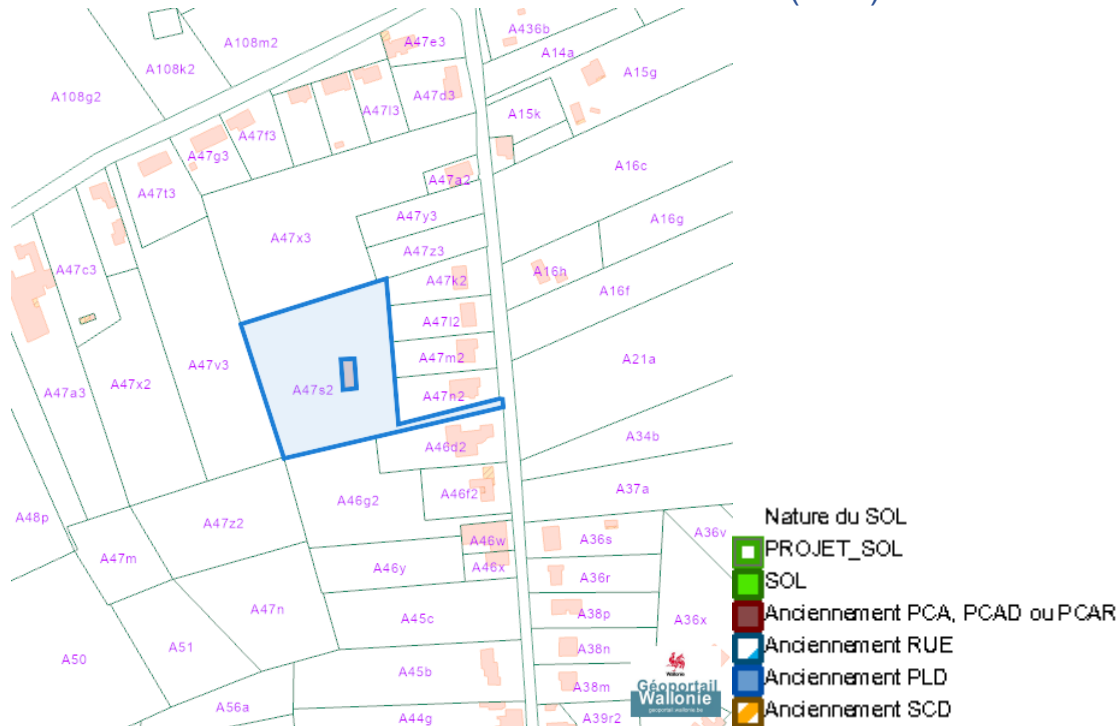 A108m2
A47e3
A436b
A14a
A108k2
A15g
A108g2
A47d3
A47l3
A15k
A47f3
A47g3
A47t3
A47a2
A16c
A47y3
A16g
A47x3
A47z3
A47c3
A47k2
A16h
A16f
A47l2
A47m2
A47v3
A21a
A47a3
A47x2
A47s2
A47n2
A46d2
A34b
A46f2
A37a
A46g2
A48p
A47z2
A36v
A47m
A46w
A36s
A46y
A46x
A36r
A47n
A45c
A38p
A36x
A51
A38n
A50
A45b
A38m
A56a
A44g
A39r2
Wallonie
Géoportail
Wallonie
geoportail.wallonie.be
Nature du SOL
PROJET_SOL
SOL
Anciennement PCA, PCAD ou PCAR
Anciennement RUE
Anciennement PLD
Anciennement SCD